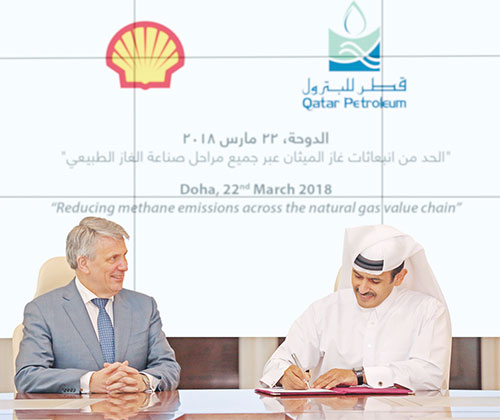 قطر للبترول
Qatar Petroleum
الدوحة، ٢٢ مارس ٢٠١٨
"الحد من انبعاثات غاز الميثان عبر جميع مراحل صناعة الغاز الطبيعي"
Doha, 22nd March 2018
"Reducing methane emissions across the natural gas value chain"